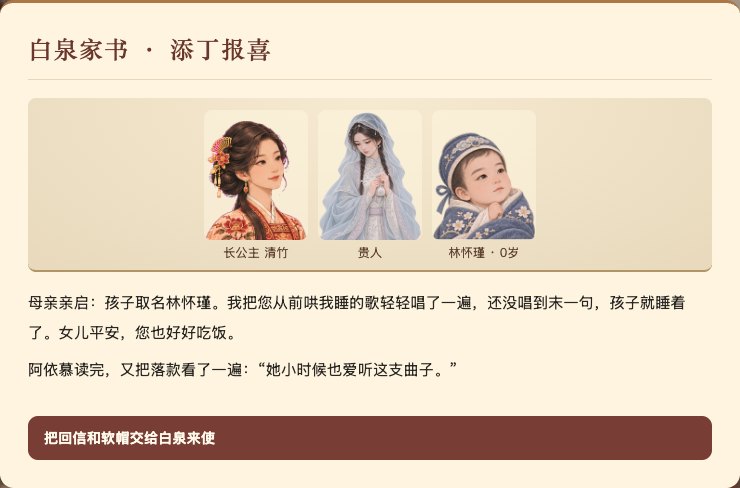 白泉家书 · 添丁报喜
长公主 清竹
贵人
林怀瑾 · 0岁
母亲亲启：孩子取名林怀瑾。我把您从前哄我睡的歌轻轻唱了一遍，还没唱到末一句，孩子就睡着
了。女儿平安，您也好好吃饭。
阿依慕读完，又把落款看了一遍：“她小时候也爱听这支曲子。”
把回信和软帽交给白泉来使